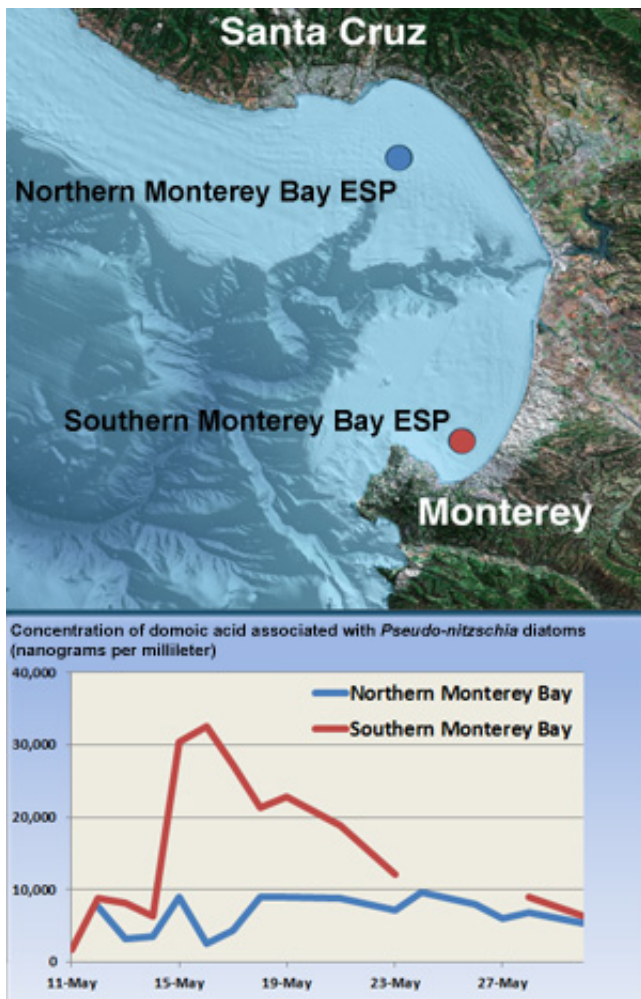 Santa Cruz
Northern Monterey Bay ESP
Southern Monterey Bay ESP
Monterey
Concentration of domoic acid associated with Pseudo-nitzschia diatoms
(nanograms per millileter)
40,000
30,000
20,000
10,000
0
Northern Monterey Bay
Southern Monterey Bay
11-May
15-May
19-May
23-May
27-May